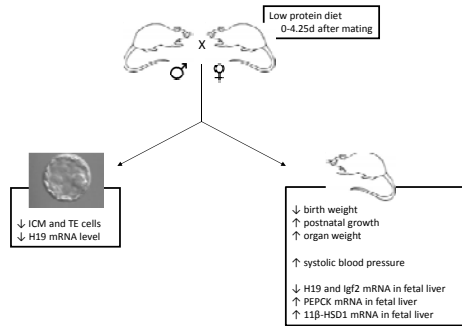 Low protein diet
0-4.25d after mating
X
♂ ♀
↓ ICM and TE cells
↓ H19 mRNA level
↓ birth weight
↑ postnatal growth
↑ organ weight
↑ systolic blood pressure
↓ H19 and Igf2 mRNA in fetal liver
↑ PEPCK mRNA in fetal liver
↑ 11β-HSD1 mRNA in fetal liver